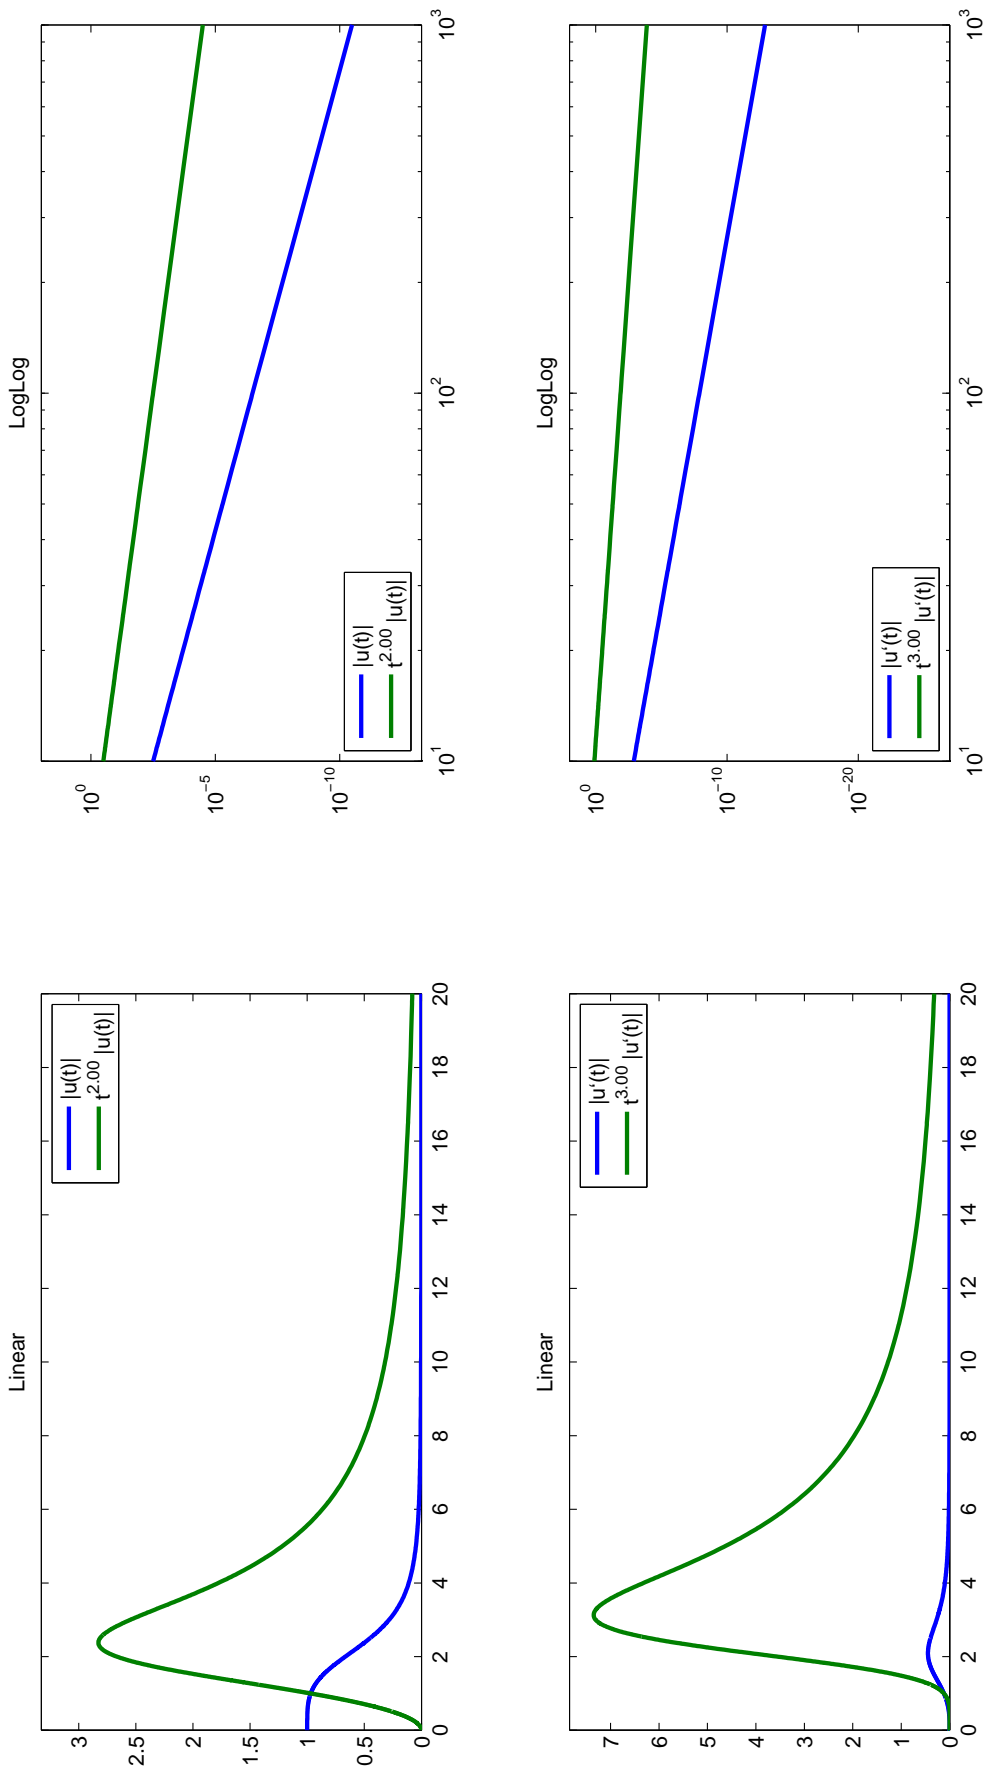 Linear
3
2.5
2
1.5
1
0.5
0
0 2 4 6 8 10 12 14 16 18 20
|u(t)|
t^2.00 |u(t)|
LogLog
10^0
10^−5
10^−10
10^1 10^2 10^3
|u(t)|
t^2.00 |u(t)|
Linear
7
6
5
4
3
2
1
0
0 2 4 6 8 10 12 14 16 18 20
|u‘(t)|
t^3.00 |u‘(t)|
LogLog
10^0
10^−10
10^−20
10^1 10^2 10^3
|u‘(t)|
t^3.00 |u‘(t)|